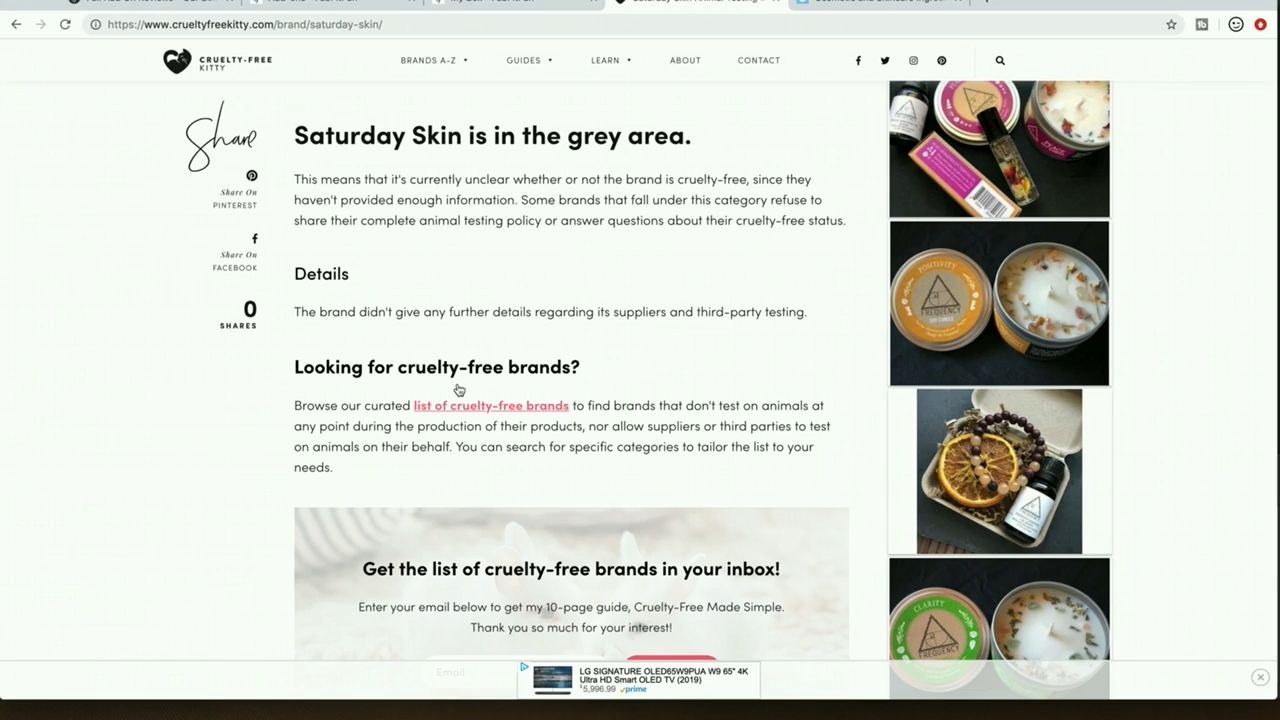 https://www.crueltyfreekitty.com/brand/saturday-skin/
CRUELTY-FREE
KITTY
BRANDS A-Z
GUIDES
LEARN
ABOUT
CONTACT
Share
Share On
PINTEREST
Share On
FACEBOOK
0
SHARES
Saturday Skin is in the grey area.
This means that it's currently unclear whether or not the brand is cruelty-free, since they
haven't provided enough information. Some brands that fall under this category refuse to
share their complete animal testing policy or answer questions about their cruelty-free status.
Details
The brand didn't give any further details regarding its suppliers and third-party testing.
Looking for cruelty-free brands?
Browse our curated list of cruelty-free brands to find brands that don't test on animals at
any point during the production of their products, nor allow suppliers or third parties to test
on animals on their behalf. You can search for specific categories to tailor the list to your
needs.
Get the list of cruelty-free brands in your inbox!
Enter your email below to get my 10-page guide, Cruelty-Free Made Simple.
Thank you so much for your interest!
Email
POSITIVITY
FREQUENCY
CLARITY
FREQUENCY
LG SIGNATURE OLED65W9PUA W9 65" 4K
Ultra HD Smart OLED TV (2019)
$5,996.99 prime